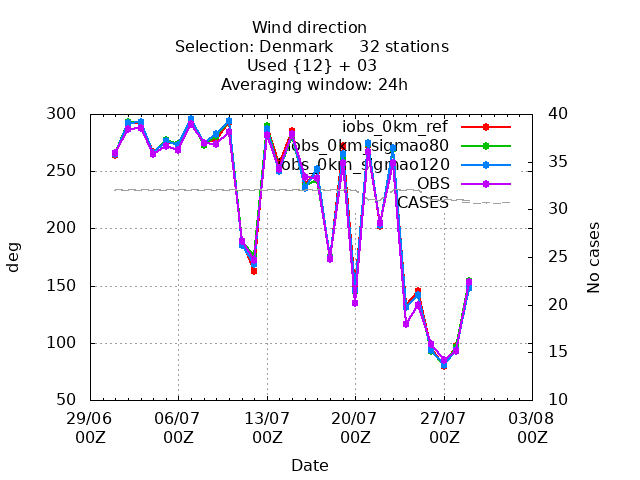 Wind direction
Selection: Denmark 32 stations
Used {12} + 03
Averaging window: 24h
300
250
200
150
100
50
deg
40
35
30
25
20
15
10
No cases
iobs_0km_ref
iobs_0km_sigmao80
iobs_0km_sigmao120
OBS
CASES
29/06 06/07 13/07 20/07 27/07 03/08
00Z 00Z 00Z 00Z 00Z 00Z
Date